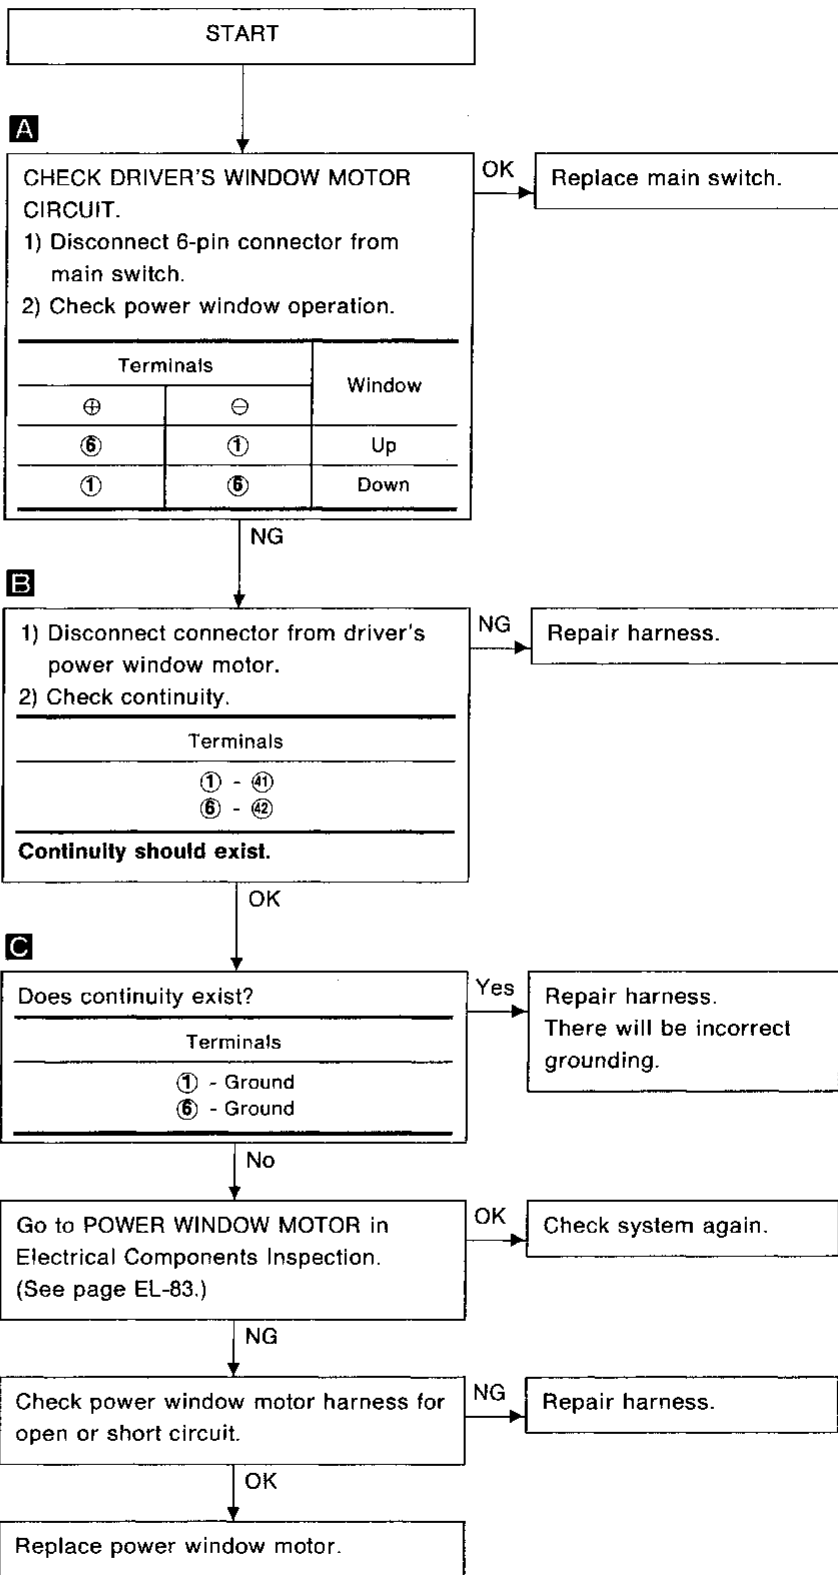 START
A
CHECK DRIVER'S WINDOW MOTOR
CIRCUIT.
1) Disconnect 6-pin connector from
main switch.
2) Check power window operation.
Terminals
Window
⊕ ⊖
⑥ ① Up
① ⑥ Down
OK
Replace main switch.
NG
B
1) Disconnect connector from driver's
power window motor.
2) Check continuity.
Terminals
① - ㊶
⑥ - ㊷
Continuity should exist.
NG
Repair harness.
OK
C
Does continuity exist?
Terminals
① - Ground
⑥ - Ground
Yes
Repair harness.
There will be incorrect
grounding.
No
Go to POWER WINDOW MOTOR in
Electrical Components Inspection.
(See page EL-83.)
OK
Check system again.
NG
Check power window motor harness for
open or short circuit.
NG
Repair harness.
OK
Replace power window motor.